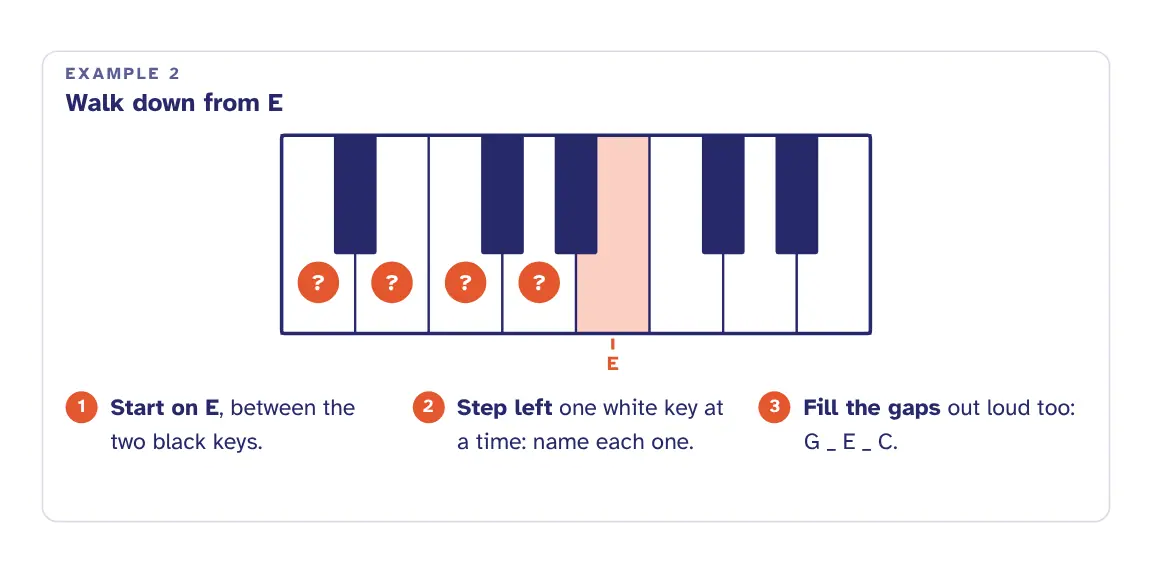 EXAMPLE 2
Walk down from E
? ? ? ?
E
1 Start on E, between the
two black keys.
2 Step left one white key at
a time: name each one.
3 Fill the gaps out loud too:
G _ E _ C.